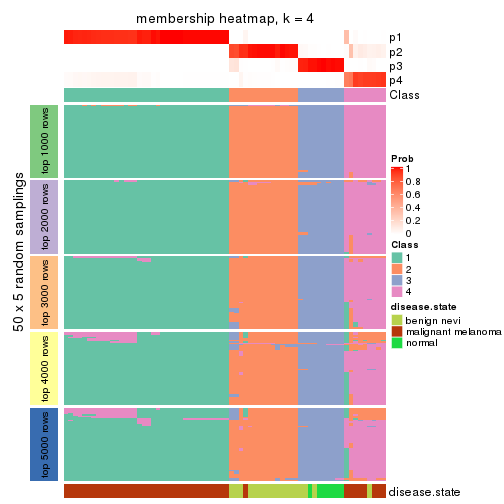 membership heatmap, k = 4
p1
p2
p3
p4
Class
50 x 5 random samplings
top 1000 rows
top 2000 rows
top 3000 rows
top 4000 rows
top 5000 rows
disease.state
Prob
1
0.8
0.6
0.4
0.2
0
Class
1
2
3
4
disease.state
benign nevi
malignant melanoma
normal